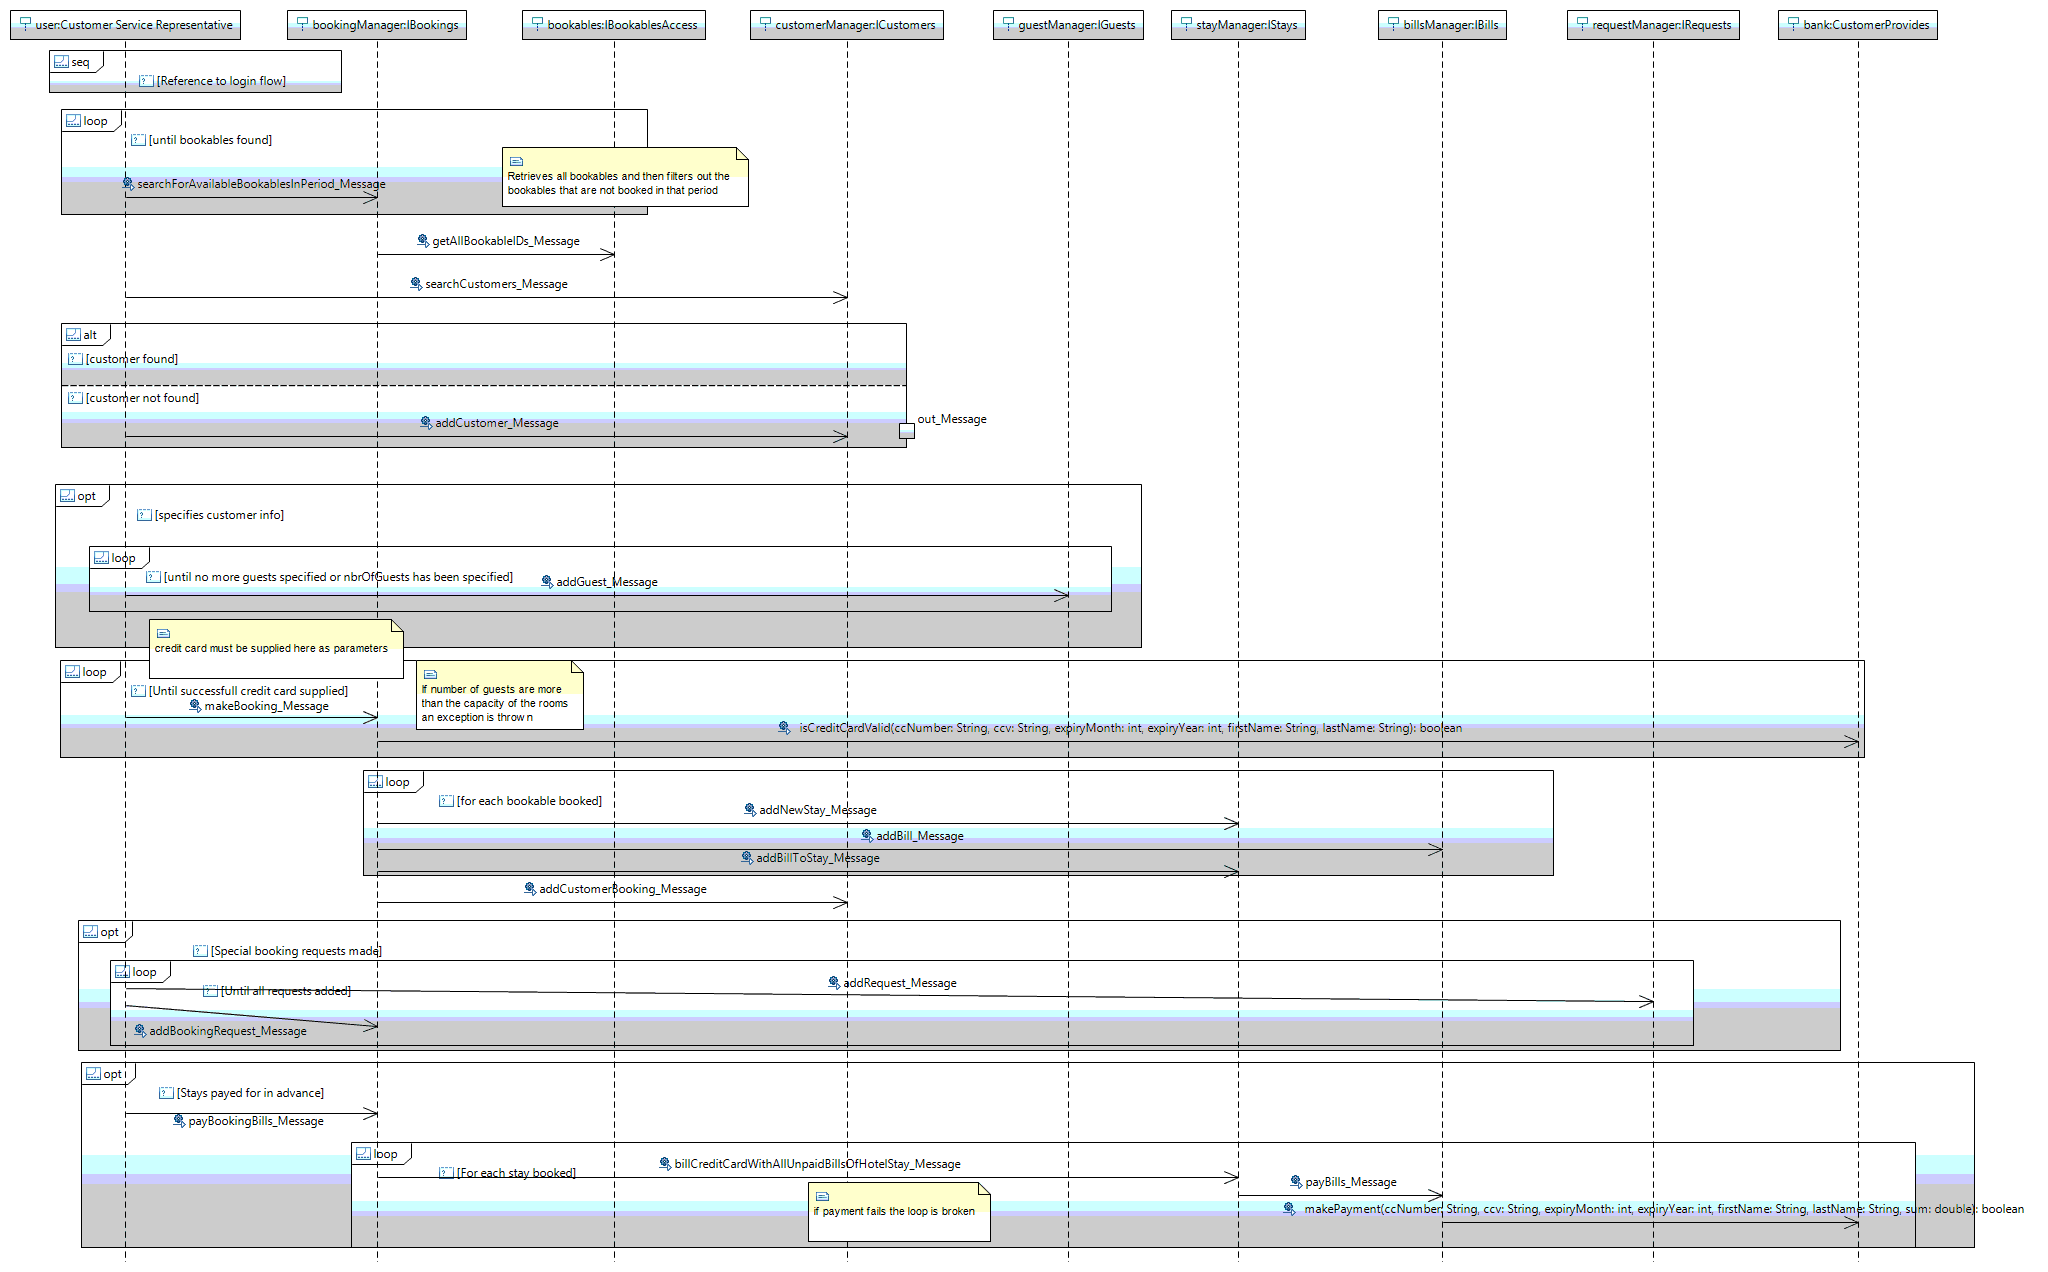 user:Customer Service Representative
bookingManager:IBookings
bookables:IBookablesAccess
customerManager:ICustomers
guestManager:IGuests
stayManager:IStays
billsManager:IBills
requestManager:IRequests
bank:CustomerProvides
seq
[Reference to login flow]
loop
[until bookables found]
Retrieves all bookables and then filters out the
bookables that are not booked in that period
searchForAvailableBookablesInPeriod_Message
getAllBookableIDs_Message
searchCustomers_Message
alt
[customer found]
[customer not found]
addCustomer_Message
out_Message
opt
[specifies customer info]
loop
[until no more guests specified or nbrOfGuests has been specified]
addGuest_Message
credit card must be supplied here as parameters
loop
[Until successfull credit card supplied]
makeBooking_Message
If number of guests are more
than the capacity of the rooms
an exception is thrown
isCreditCardValid(ccNumber: String, ccv: String, expiryMonth: int, expiryYear: int, firstName: String, lastName: String): boolean
loop
[for each bookable booked]
addNewStay_Message
addBill_Message
addBillToStay_Message
addCustomerBooking_Message
opt
[Special booking requests made]
loop
[Until all requests added]
addRequest_Message
addBookingRequest_Message
opt
[Stays payed for in advance]
payBookingBills_Message
loop
[For each stay booked]
billCreditCardWithAllUnpaidBillsOfHotelStay_Message
if payment fails the loop is broken
payBills_Message
makePayment(ccNumber: String, ccv: String, expiryMonth: int, expiryYear: int, firstName: String, lastName: String, sum: double): boolean